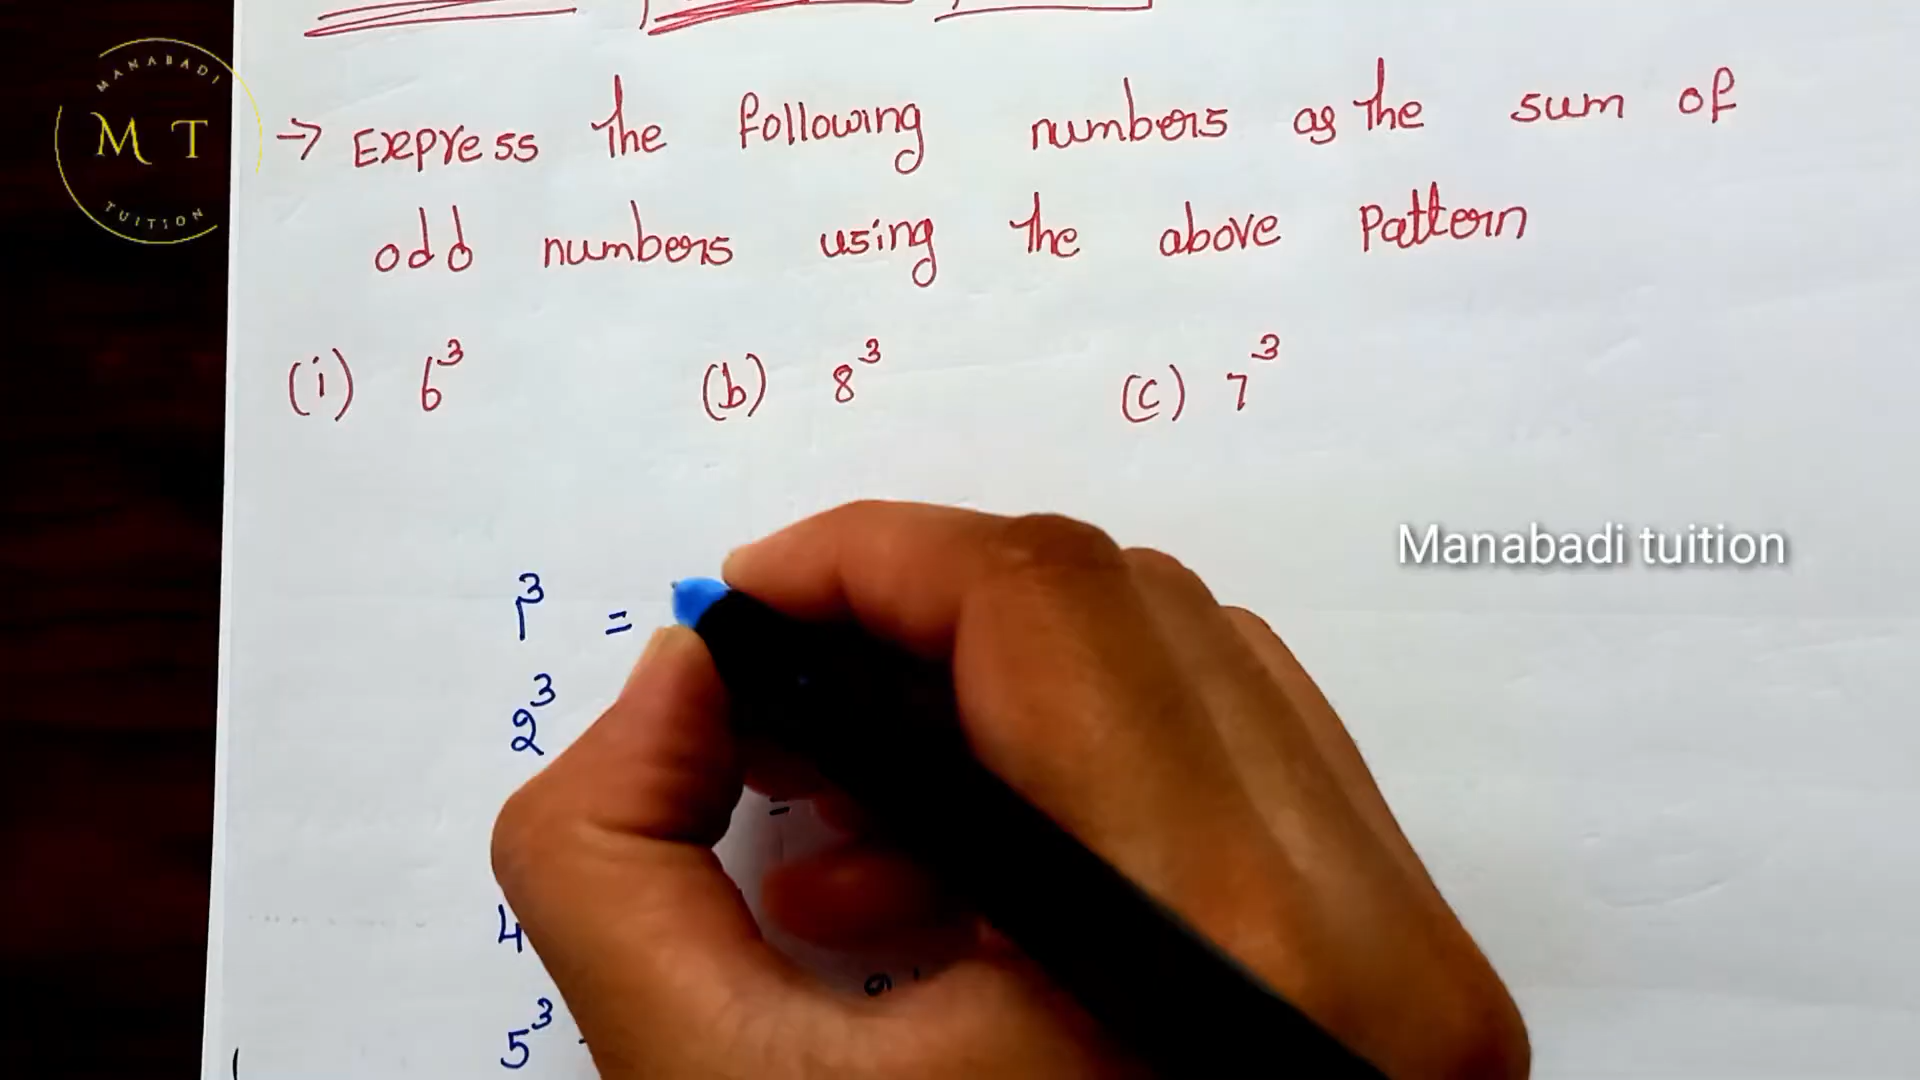 MANABADI
MT
TUITION
→ Express the following numbers as the sum of
odd numbers using the above Pattern
(i) 6³ (b) 8³ (c) 7³
Manabadi tuition
1³ =
2³
=
4
5³